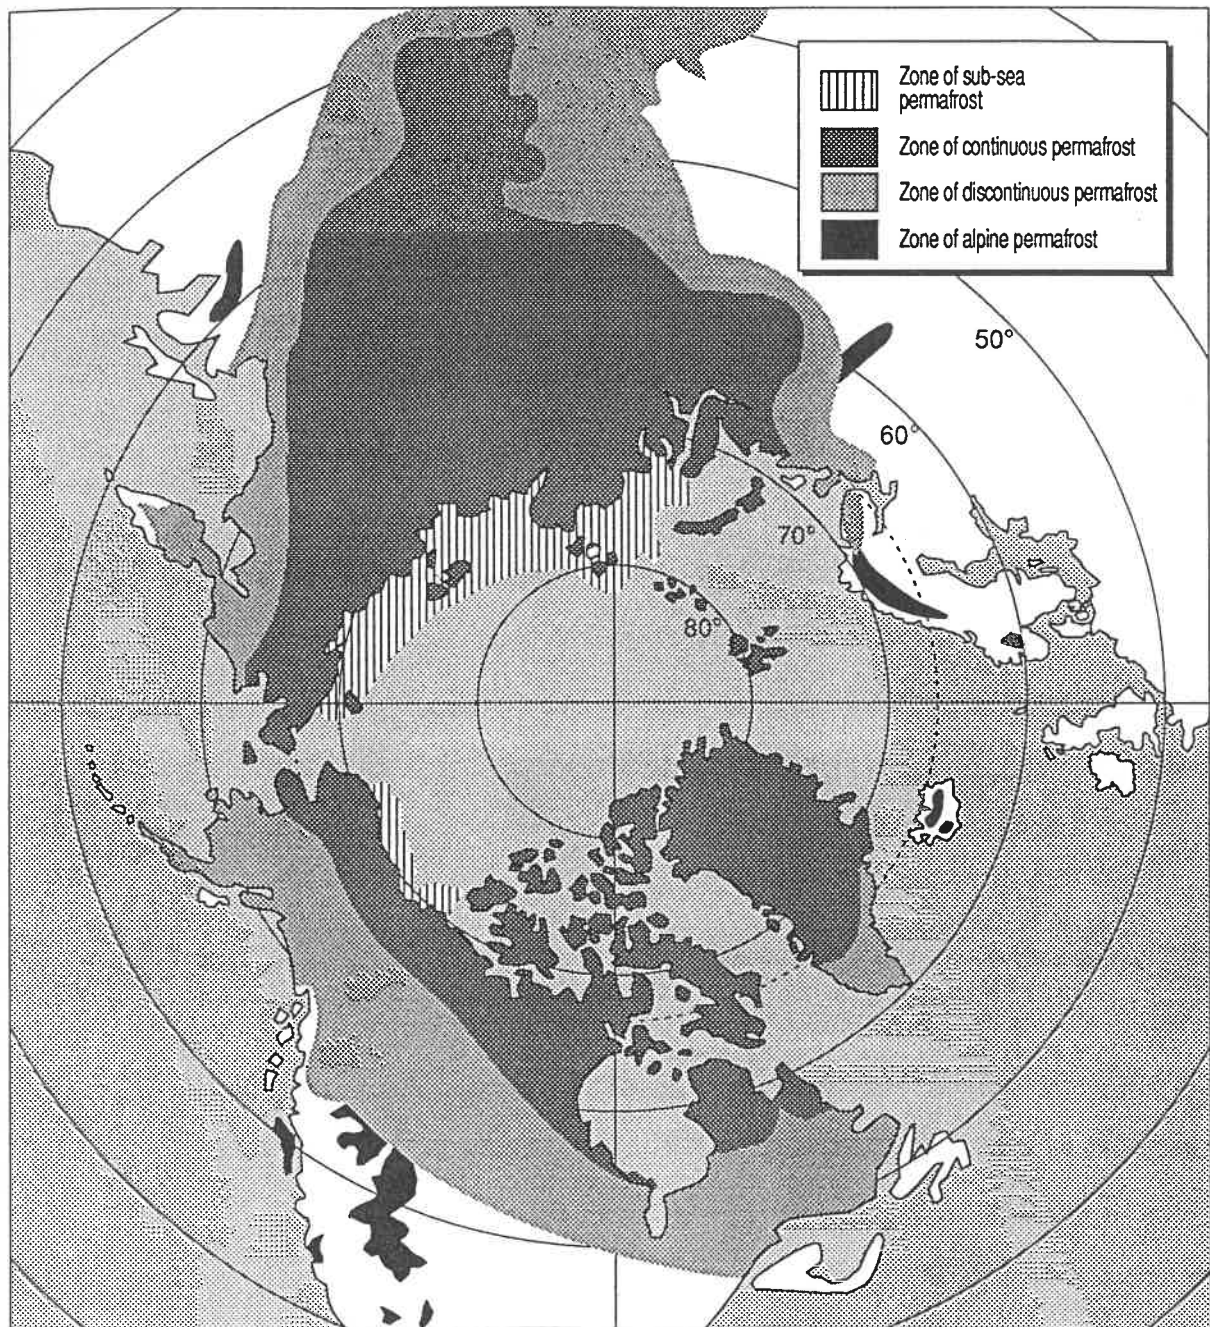 Zone of sub-sea
permafrost
Zone of continuous permafrost
Zone of discontinuous permafrost
Zone of alpine permafrost
50°
60°
70°
80°